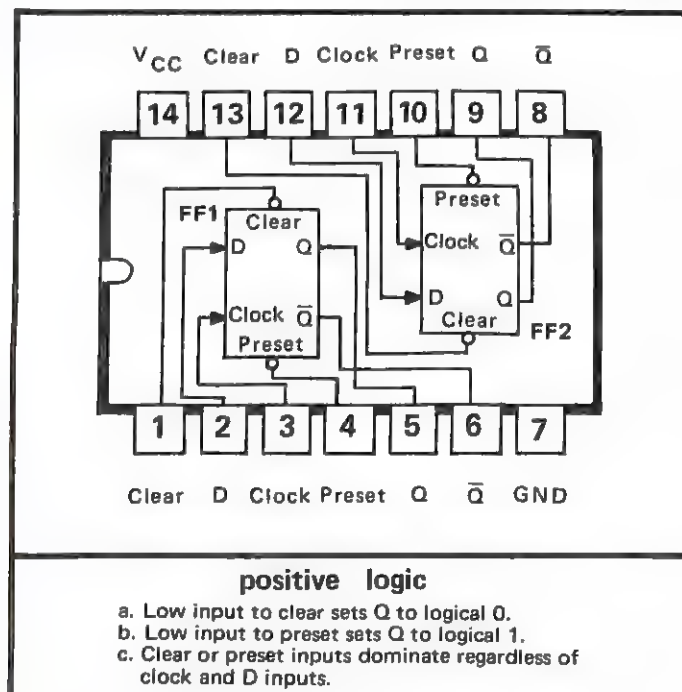 VCC Clear D Clock Preset Q Q̅
14 13 12 11 10 9 8
Preset
FF1
Clear
Clock Q̅
D Q
D Q
Clock Q̅
Clear
Preset
FF2
1 2 3 4 5 6 7
Clear D Clock Preset Q Q̅ GND
positive logic
a. Low input to clear sets Q to logical 0.
b. Low input to preset sets Q to logical 1.
c. Clear or preset inputs dominate regardless of
clock and D inputs.